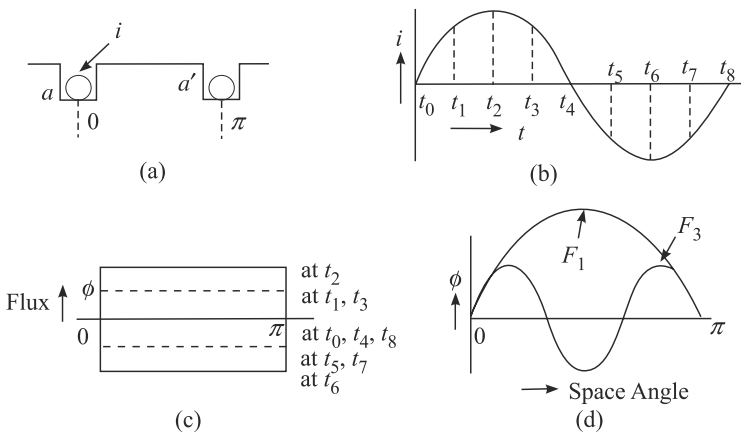 i
a
0
a′
π
(a)
i
t0 t1 t2 t3 t4 t5 t6 t7 t8
t
(b)
Flux
ϕ
0
π
at t2
at t1, t3
at t0, t4, t8
at t5, t7
at t6
(c)
ϕ
F1
F3
0
π
Space Angle
(d)